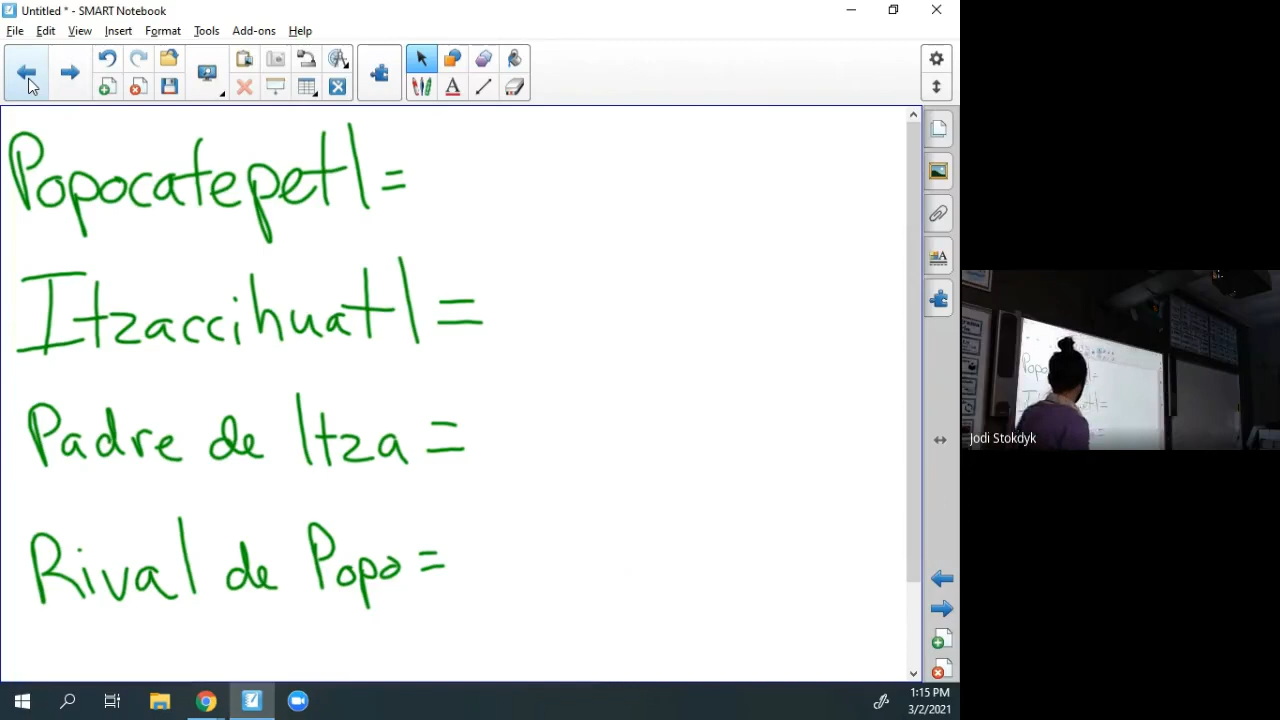 Untitled * - SMART Notebook
File Edit View Insert Format Tools Add-ons Help
Popocatepetl =
Itzaccihuatl =
Padre de Itza =
Rival de Popo =
Jodi Stokdyk
1:15 PM
3/2/2021